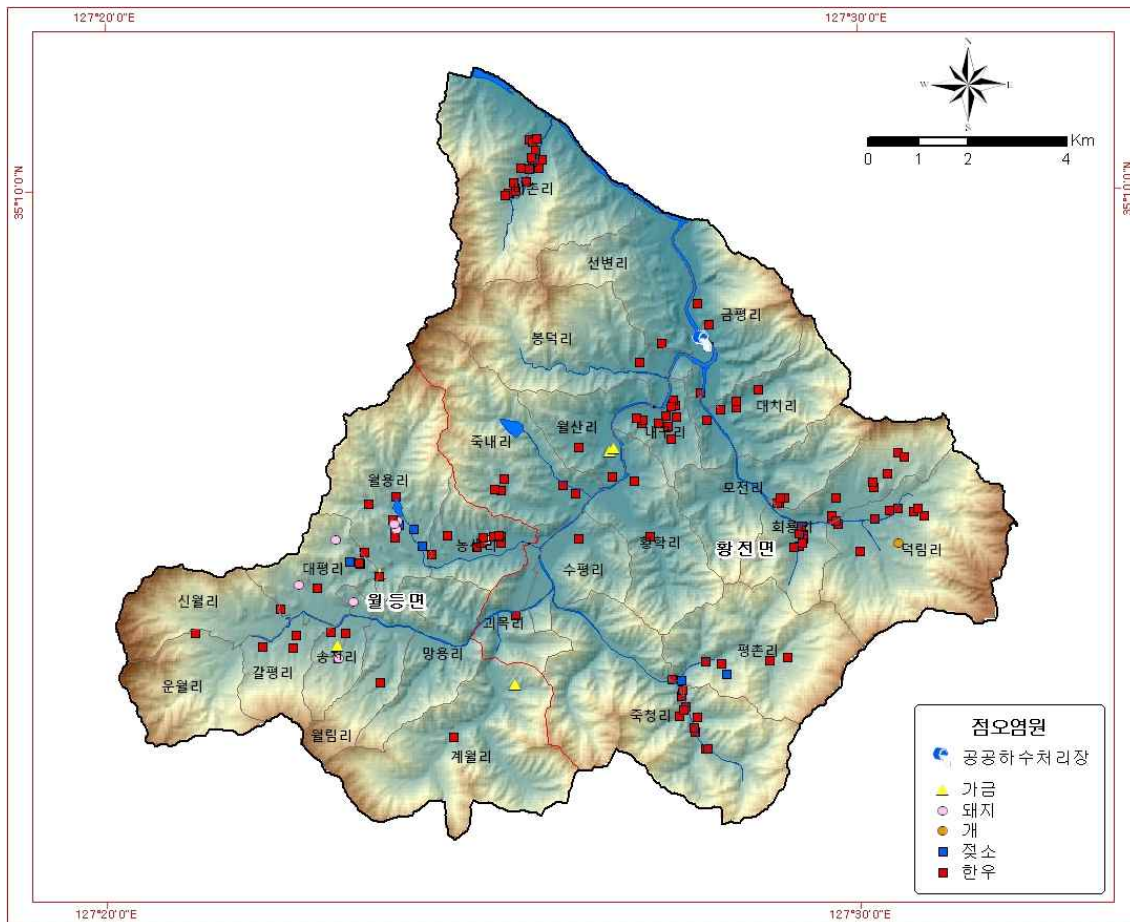 127°20'0"E
127°30'0"E
35°10'0"N
35°10'0"N
N
W
E
S
Km
0
1
2
4
선변리
금평리
봉덕리
대치리
월산리
죽내리
월용리
모전리
회룡리
황학리
황전면
덕림리
대평리
수평리
신월리
월등면
괴목리
송천리
망용리
평촌리
갈평리
운월리
죽청리
월림리
계월리
점오염원
공공하수처리장
가금
돼지
개
젖소
한우
127°20'0"E
127°30'0"E